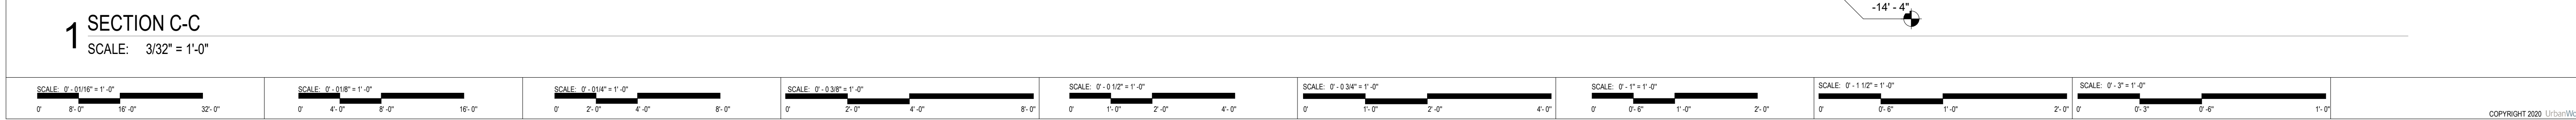 -14' - 4"
1 SECTION C-C
SCALE: 3/32" = 1'-0"
SCALE: 0' - 01/16" = 1' -0"
0' 8'- 0" 16' -0" 32'- 0"
SCALE: 0' - 01/8" = 1' -0"
0' 4'- 0" 8' -0" 16'- 0"
SCALE: 0' - 01/4" = 1' -0"
0' 2'- 0" 4' -0" 8'- 0"
SCALE: 0' - 0 3/8" = 1' -0"
0' 2'- 0" 4' -0" 8'- 0"
SCALE: 0' - 0 1/2" = 1' -0"
0' 1'- 0" 2' -0" 4'- 0"
SCALE: 0' - 0 3/4" = 1' -0"
0' 1'- 0" 2' -0" 4'- 0"
SCALE: 0' - 1" = 1' -0"
0' 0'- 6" 1' -0" 2'- 0"
SCALE: 0' - 1 1/2" = 1' -0"
0' 0'- 6" 1' -0" 2'- 0"
SCALE: 0' - 3" = 1' -0"
0' 0'- 3" 0' -6" 1'- 0"
COPYRIGHT 2020 UrbanWo